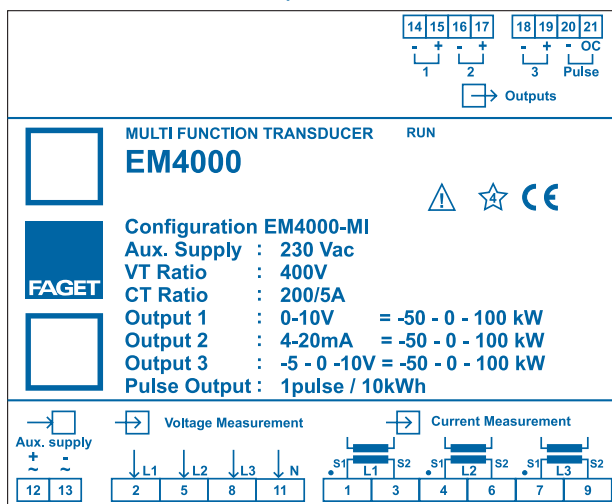 14 15 16 17 18 19 20 21
- + - + - + - OC
1 2 3 Pulse
Outputs
MULTI FUNCTION TRANSDUCER RUN
EM4000
4 CE
Configuration EM4000-MI
Aux. Supply : 230 Vac
VT Ratio : 400V
FAGET
CT Ratio : 200/5A
Output 1 : 0-10V = -50 - 0 - 100 kW
Output 2 : 4-20mA = -50 - 0 - 100 kW
Output 3 : -5 - 0 -10V = -50 - 0 - 100 kW
Pulse Output : 1pulse / 10kWh
Voltage Measurement Current Measurement
Aux. supply
+ -
~ ~
L1 L2 L3 N S1 L1 S2 S1 L2 S2 S1 L3 S2
12 13 2 5 8 11 1 3 4 6 7 9